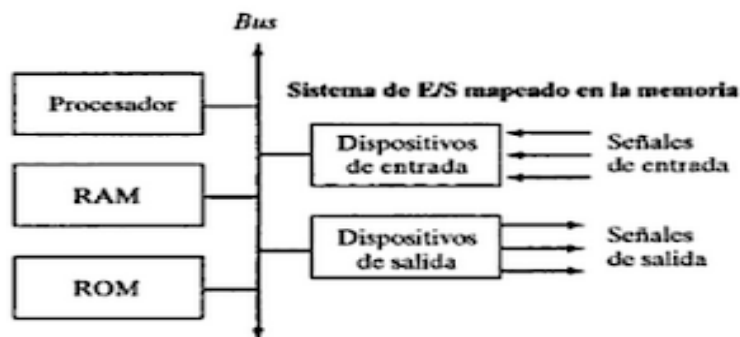 Bus
Procesador
RAM
ROM
Sistema de E/S mapeado en la memoria
Dispositivos
de entrada
Señales
de entrada
Dispositivos
de salida
Señales
de salida